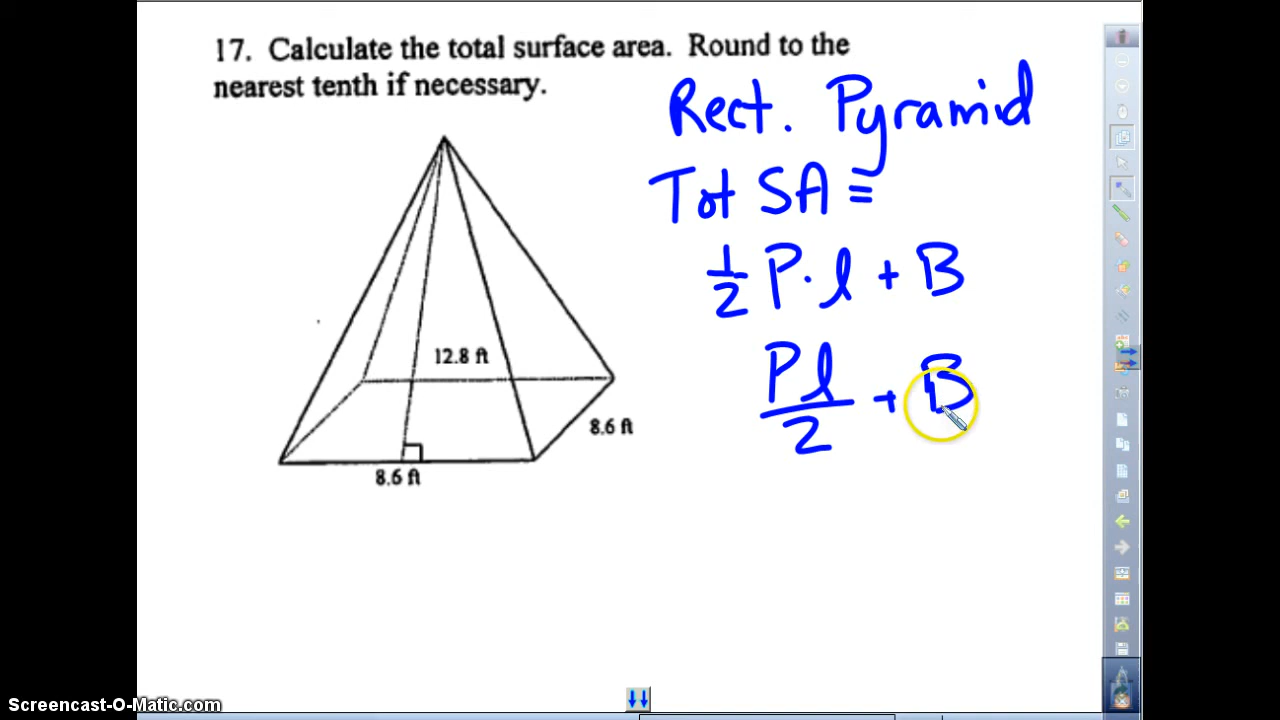 17. Calculate the total surface area. Round to the
nearest tenth if necessary.
Rect. Pyramid
Tot SA =
1/2 P · l + B
Pl/2 + B
12.8 ft
8.6 ft
8.6 ft
Screencast-O-Matic.com